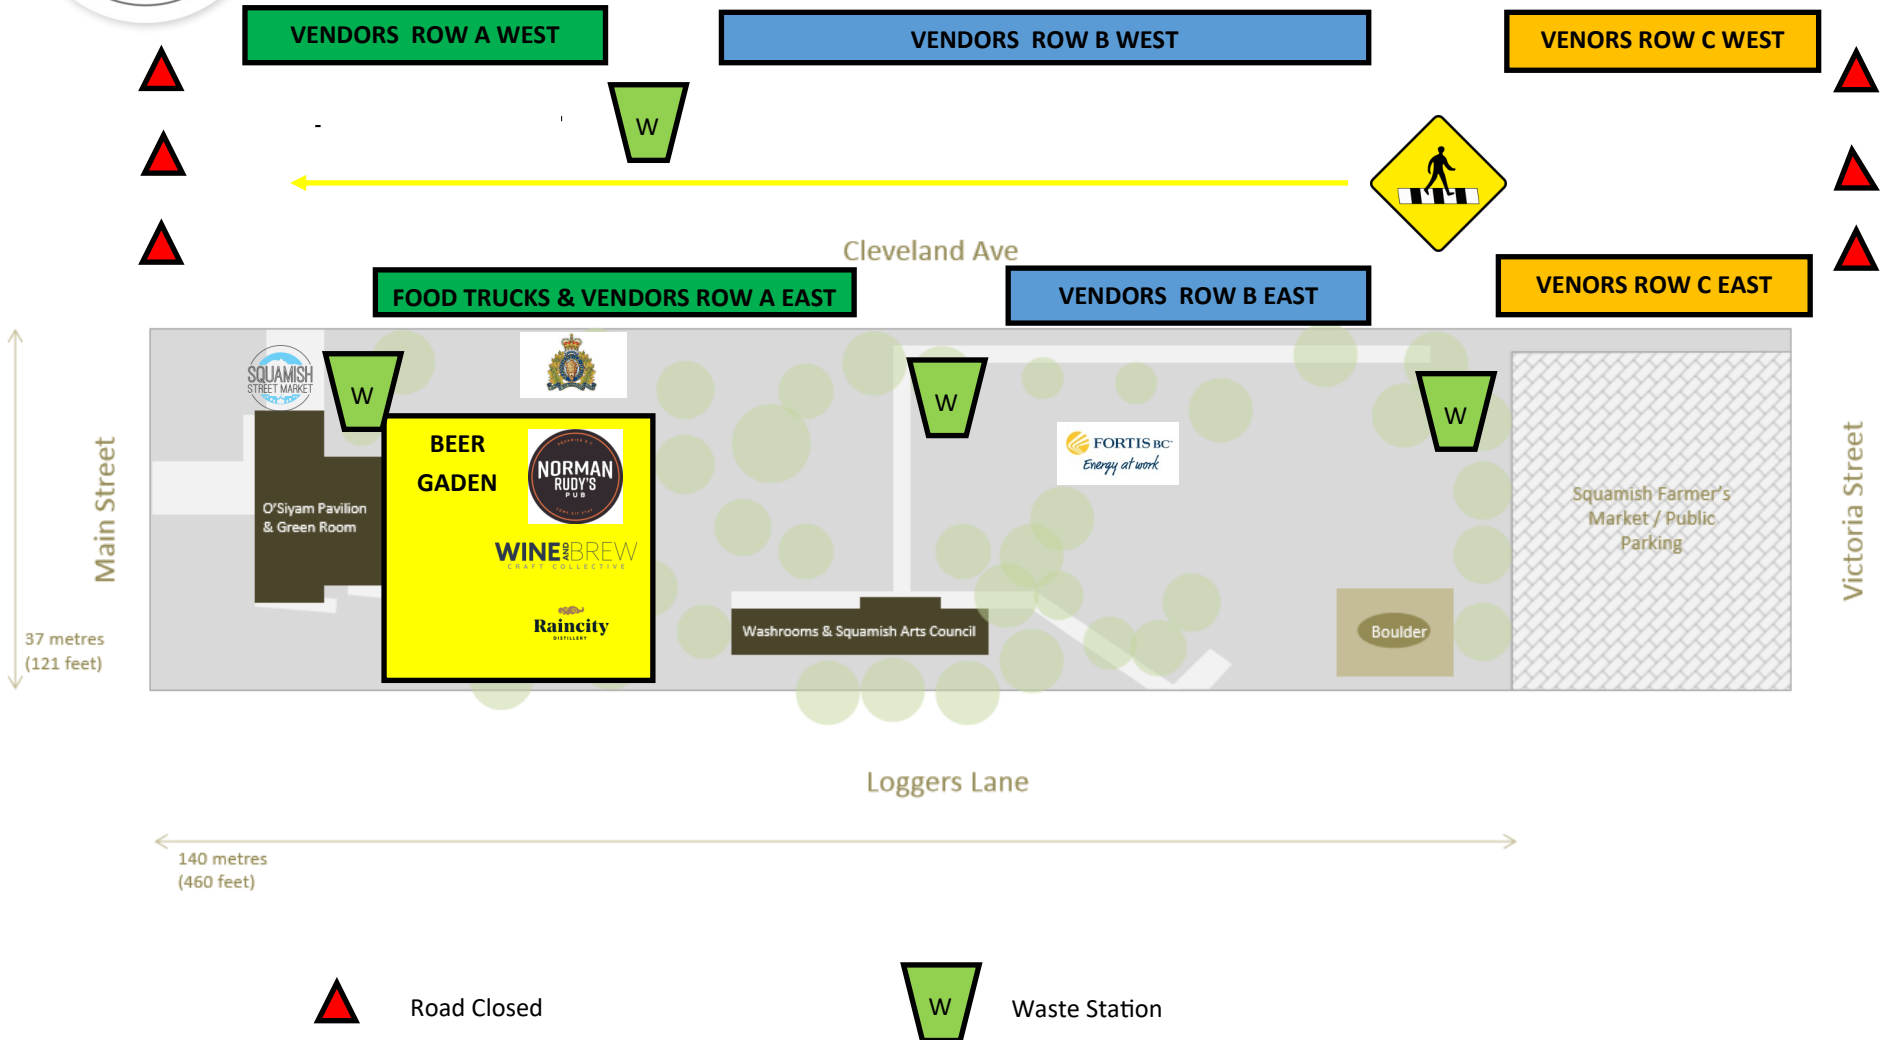 VENDORS ROW A WEST
VENDORS ROW B WEST
VENORS ROW C WEST
W
Cleveland Ave
FOOD TRUCKS & VENDORS ROW A EAST
VENDORS ROW B EAST
VENORS ROW C EAST
SQUAMISH
STREET MARKET
W
W
W
BEER
GADEN
NORMAN
RUDY'S
PUB
FORTIS BC
Energy at work
O'Siyam Pavilion
& Green Room
WINE AND BREW
CRAFT COLLECTIVE
Raincity
DISTILLERY
Washrooms & Squamish Arts Council
Boulder
Squamish Farmer's
Market / Public
Parking
Main Street
Victoria Street
37 metres
(121 feet)
Loggers Lane
140 metres
(460 feet)
Road Closed
W
Waste Station